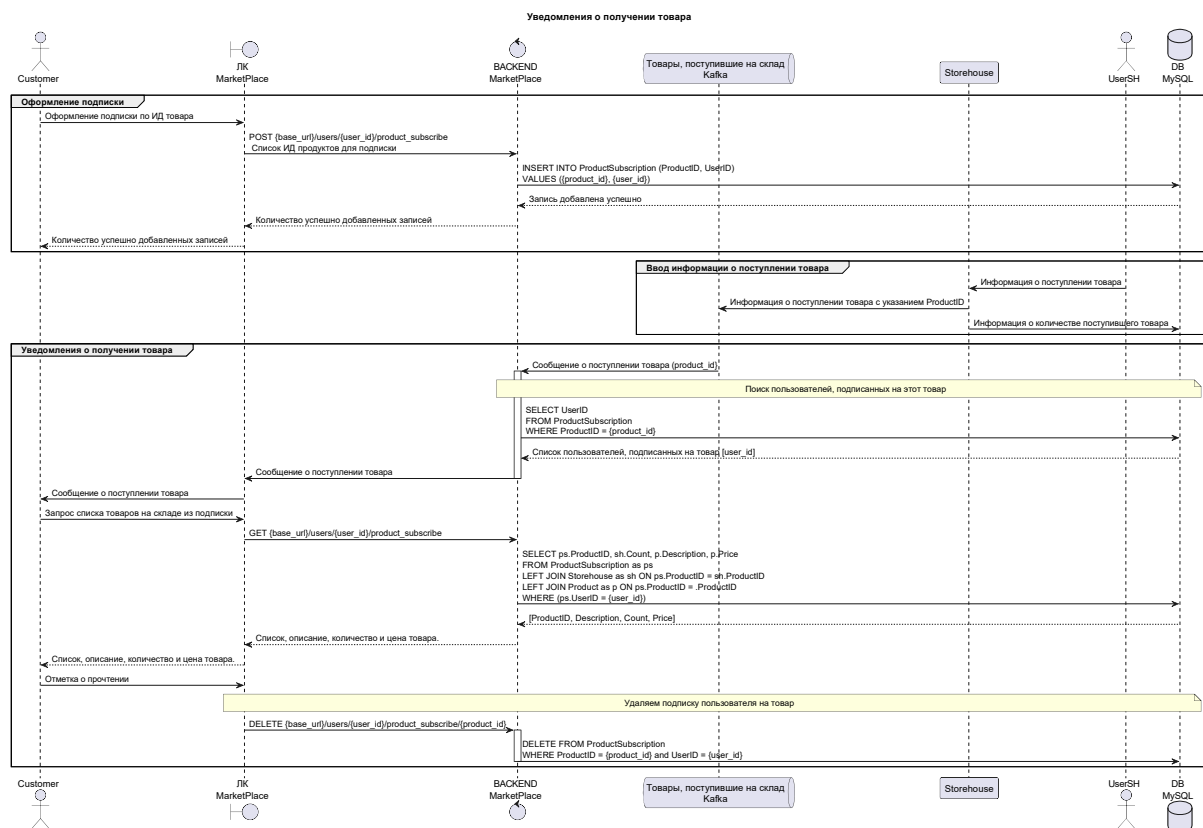 Уведомления о получении товара
Customer
ЛК
MarketPlace
BACKEND
MarketPlace
Товары, поступившие на склад
Kafka
Storehouse
UserSH
DB
MySQL
Оформление подписки
Оформление подписки по ИД товара
POST {base_url}/users/{user_id}/product_subscribe
Список ИД продуктов для подписки
INSERT INTO ProductSubscription (ProductID, UserID)
VALUES ({product_id}, {user_id})
Запись добавлена успешно
Количество успешно добавленных записей
Количество успешно добавленных записей
Ввод информации о поступлении товара
Информация о поступлении товара
Информация о поступлении товара с указанием ProductID
Информация о количестве поступившего товара
Уведомления о получении товара
Сообщение о поступлении товара {product_id}
Поиск пользователей, подписанных на этот товар
SELECT UserID
FROM ProductSubscription
WHERE ProductID = {product_id}
Список пользователей, подписанных на товар [user_id]
Сообщение о поступлении товара
Сообщение о поступлении товара
Запрос списка товаров на складе из подписки
GET {base_url}/users/{user_id}/product_subscribe
SELECT ps.ProductID, sh.Count, p.Description, p.Price
FROM ProductSubscription as ps
LEFT JOIN Storehouse as sh ON ps.ProductID = sh.ProductID
LEFT JOIN Product as p ON ps.ProductID = .ProductID
WHERE (ps.UserID = {user_id})
[ProductID, Description, Count, Price]
Список, описание, количество и цена товара.
Список, описание, количество и цена товара.
Отметка о прочтении
Удаляем подписку пользователя на товар
DELETE {base_url}/users/{user_id}/product_subscribe/{product_id}
DELETE FROM ProductSubscription
WHERE ProductID = {product_id} and UserID = {user_id}
Customer
ЛК
MarketPlace
BACKEND
MarketPlace
Товары, поступившие на склад
Kafka
Storehouse
UserSH
DB
MySQL